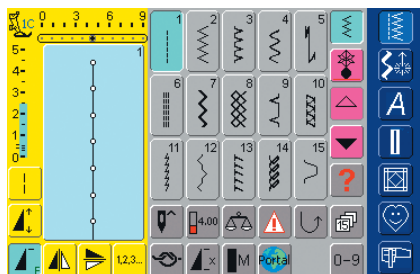 1C 0 3 6 9
1 2 3 4 5
5-
4-
3-
2-
1-
0-
1
6 7 8 9 10
11 12 13 14 15
?
4.00
15
A
F
1,2,3...
x
M
Portal
0-9